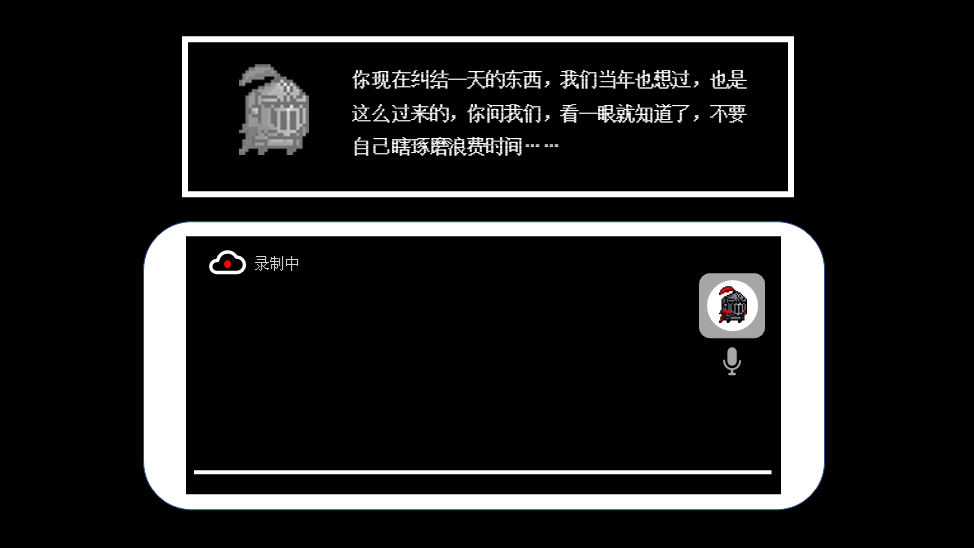 你现在纠结一天的东西，我们当年也想过，也是
这么过来的，你问我们，看一眼就知道了，不要
自己瞎琢磨浪费时间……
录制中